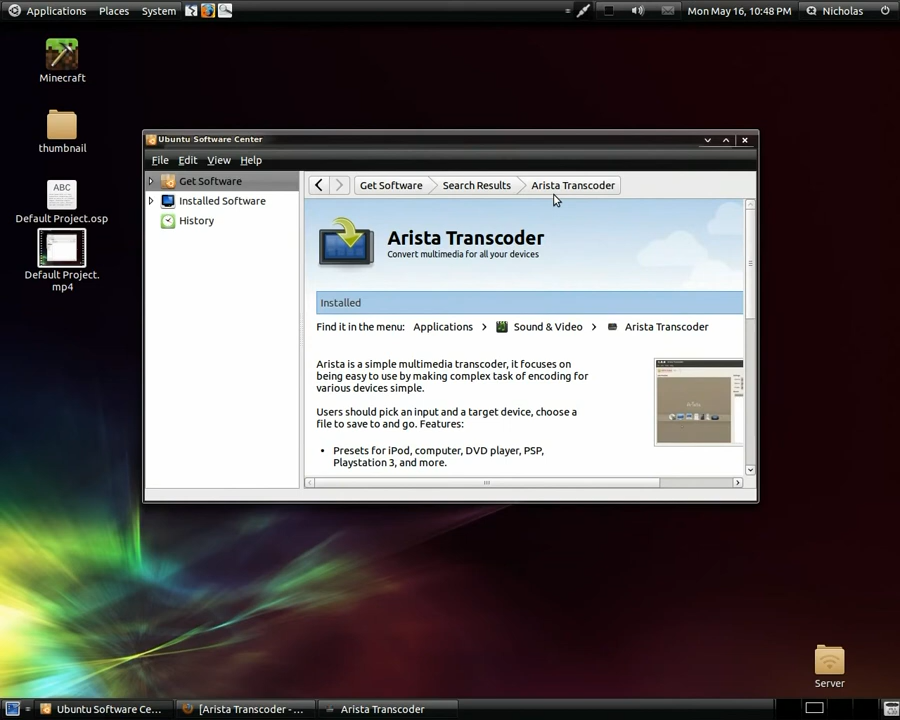 Applications Places System Mon May 16, 10:48 PM Nicholas
Minecraft
thumbnail
ABC
Default Project.osp
Default Project.
mp4
Ubuntu Software Center
File Edit View Help
Get Software
Installed Software
History
Get Software Search Results Arista Transcoder
Arista Transcoder
Convert multimedia for all your devices
Installed
Find it in the menu: Applications Sound & Video Arista Transcoder
Arista is a simple multimedia transcoder, it focuses on
being easy to use by making complex task of encoding for
various devices simple.
Users should pick an input and a target device, choose a
file to save to and go. Features:
• Presets for iPod, computer, DVD player, PSP,
Playstation 3, and more.
Server
Ubuntu Software Ce... [Arista Transcoder - ... Arista Transcoder